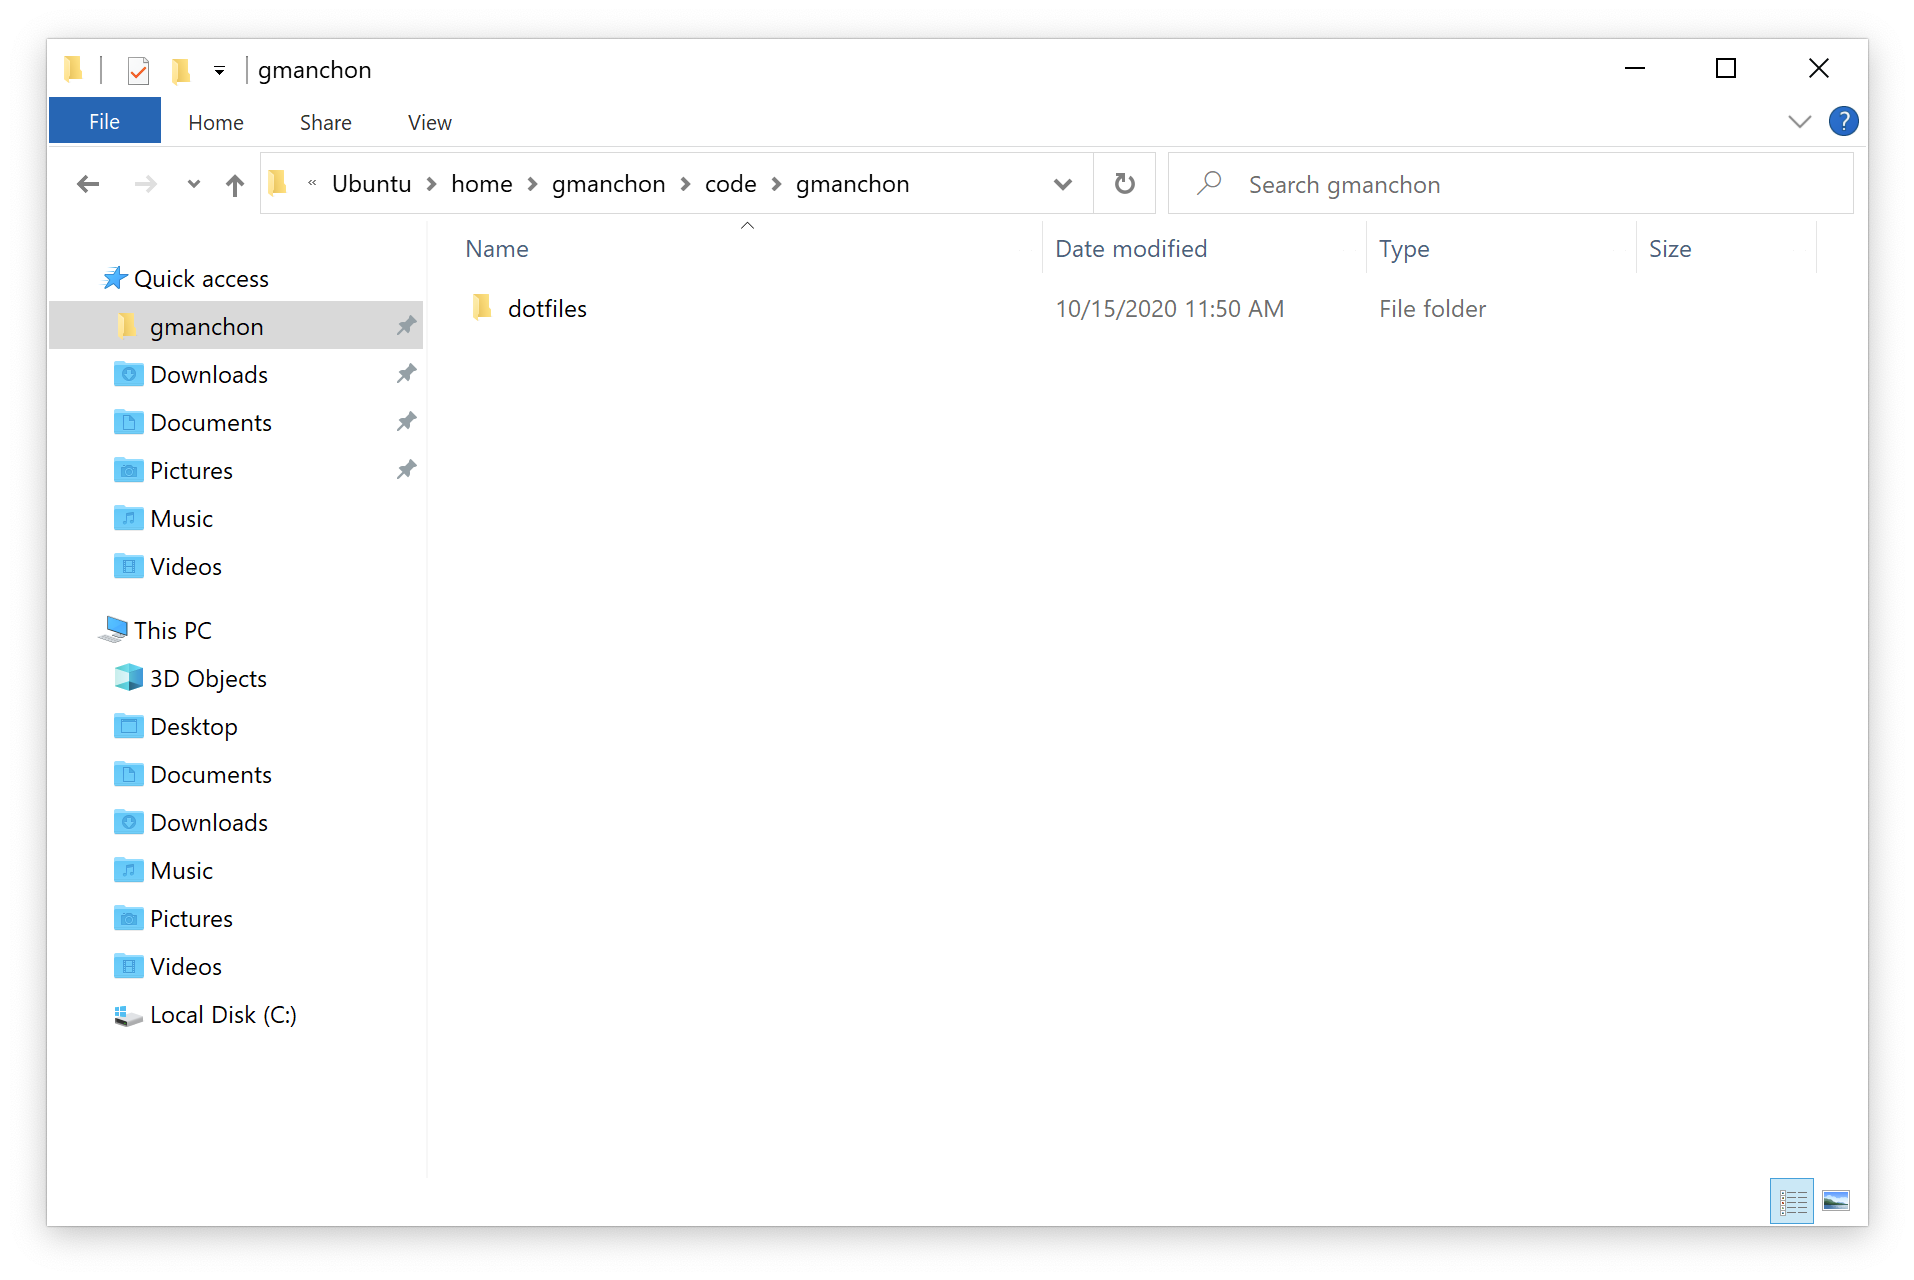 gmanchon
File Home Share View ?
« Ubuntu > home > gmanchon > code > gmanchon Search gmanchon
Name Date modified Type Size
dotfiles 10/15/2020 11:50 AM File folder
Quick access
gmanchon
Downloads
Documents
Pictures
Music
Videos
This PC
3D Objects
Desktop
Documents
Downloads
Music
Pictures
Videos
Local Disk (C:)